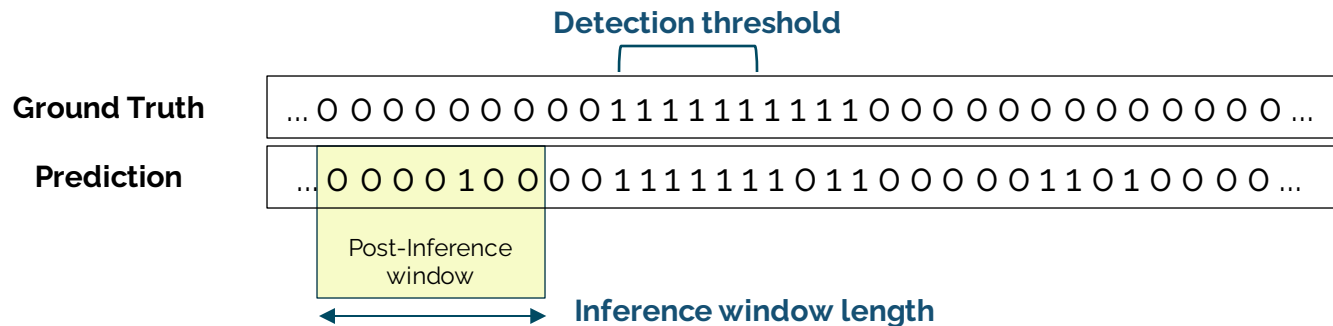 Detection threshold
Ground Truth
... 0 0 0 0 0 0 0 0 0 1 1 1 1 1 1 1 1 1 1 0 0 0 0 0 0 0 0 0 0 0 0 0 ...
Prediction
... 0 0 0 0 1 0 0 0 0 1 1 1 1 1 1 1 0 1 1 0 0 0 0 0 1 1 0 1 0 0 0 0 ...
Post-Inference
window
Inference window length